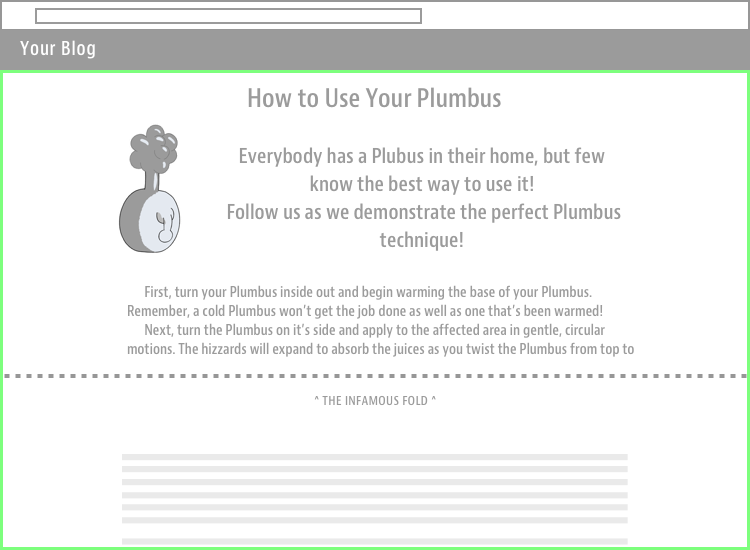 Your Blog
How to Use Your Plumbus
Everybody has a Plubus in their home, but few
know the best way to use it!
Follow us as we demonstrate the perfect Plumbus
technique!
First, turn your Plumbus inside out and begin warming the base of your Plumbus.
Remember, a cold Plumbus won’t get the job done as well as one that’s been warmed!
Next, turn the Plumbus on it’s side and apply to the affected area in gentle, circular
motions. The hizzards will expand to absorb the juices as you twist the Plumbus from top to
^ THE INFAMOUS FOLD ^